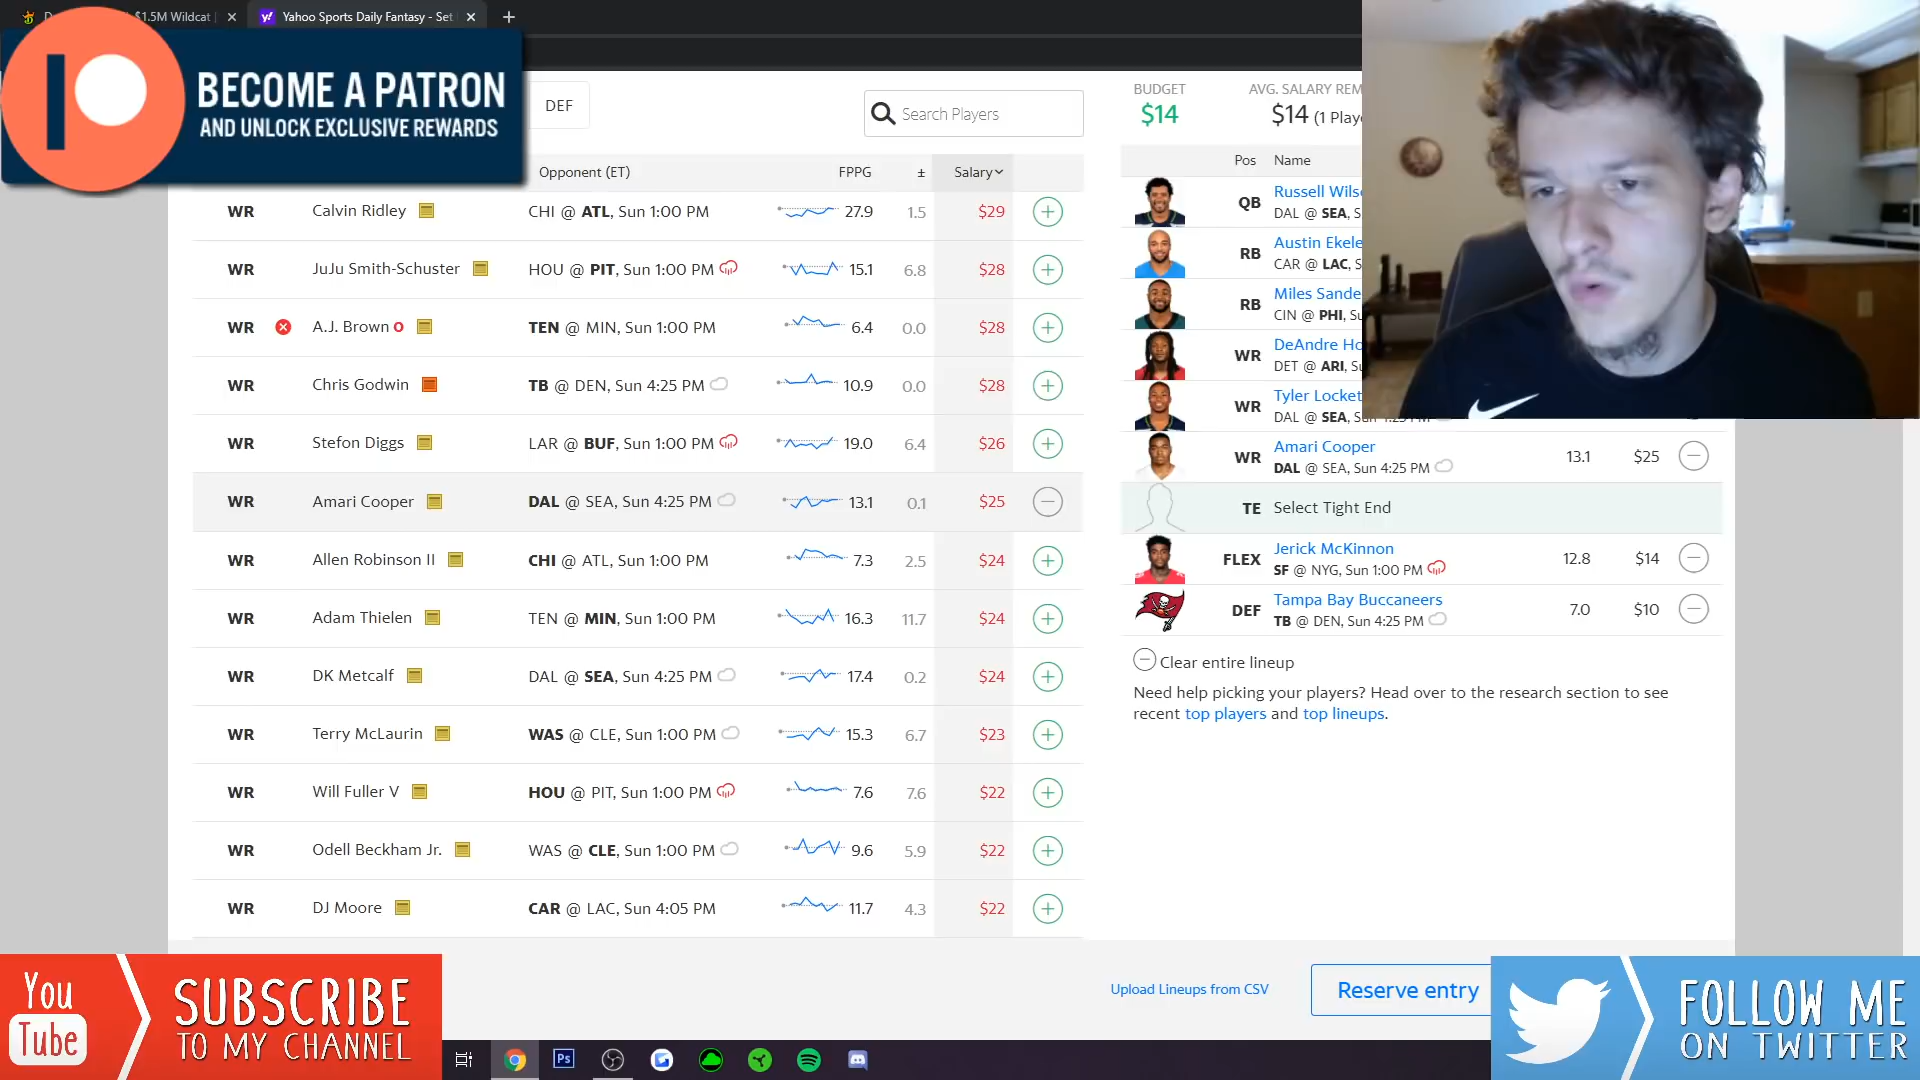 $1.5M Wildcat
Yahoo Sports Daily Fantasy - Set
BECOME A PATRON
AND UNLOCK EXCLUSIVE REWARDS
DEF
Search Players
BUDGET
$14
AVG. SALARY REM
$14 (1 Playe
Opponent (ET) FPPG ± Salary
WR Calvin Ridley CHI @ ATL, Sun 1:00 PM 27.9 1.5 $29
WR JuJu Smith-Schuster HOU @ PIT, Sun 1:00 PM 15.1 6.8 $28
WR A.J. Brown O TEN @ MIN, Sun 1:00 PM 6.4 0.0 $28
WR Chris Godwin TB @ DEN, Sun 4:25 PM 10.9 0.0 $28
WR Stefon Diggs LAR @ BUF, Sun 1:00 PM 19.0 6.4 $26
WR Amari Cooper DAL @ SEA, Sun 4:25 PM 13.1 0.1 $25
WR Allen Robinson II CHI @ ATL, Sun 1:00 PM 7.3 2.5 $24
WR Adam Thielen TEN @ MIN, Sun 1:00 PM 16.3 11.7 $24
WR DK Metcalf DAL @ SEA, Sun 4:25 PM 17.4 0.2 $24
WR Terry McLaurin WAS @ CLE, Sun 1:00 PM 15.3 6.7 $23
WR Will Fuller V HOU @ PIT, Sun 1:00 PM 7.6 7.6 $22
WR Odell Beckham Jr. WAS @ CLE, Sun 1:00 PM 9.6 5.9 $22
WR DJ Moore CAR @ LAC, Sun 4:05 PM 11.7 4.3 $22
Pos Name
QB Russell Wils
DAL @ SEA, S
RB Austin Ekele
CAR @ LAC, S
RB Miles Sande
CIN @ PHI, Su
WR DeAndre Ho
DET @ ARI, Su
WR Tyler Locket
DAL @ SEA, Sun 4:25 PM
WR Amari Cooper 13.1 $25
DAL @ SEA, Sun 4:25 PM
TE Select Tight End
FLEX Jerick McKinnon 12.8 $14
SF @ NYG, Sun 1:00 PM
DEF Tampa Bay Buccaneers 7.0 $10
TB @ DEN, Sun 4:25 PM
Clear entire lineup
Need help picking your players? Head over to the research section to see
recent top players and top lineups.
Upload Lineups from CSV
Reserve entry
You
Tube
SUBSCRIBE
TO MY CHANNEL
Ps
FOLLOW ME
ON TWITTER